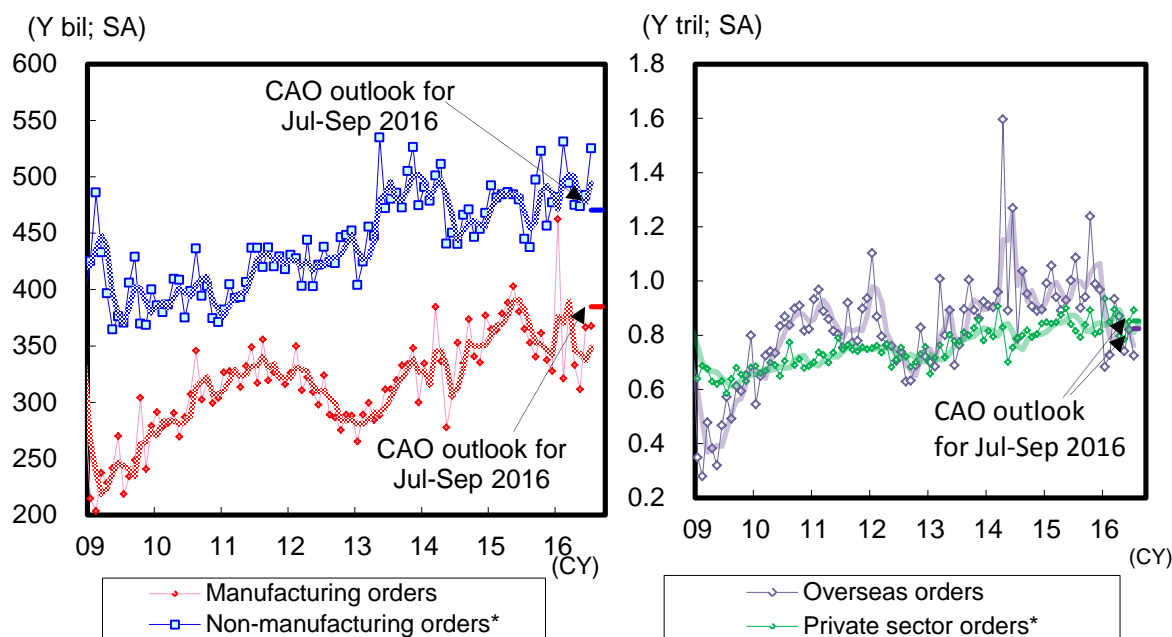 (Y bil; SA)
600
550
500
450
400
350
300
250
200
09 10 11 12 13 14 15 16
(CY)
CAO outlook for
Jul-Sep 2016
CAO outlook for
Jul-Sep 2016
Manufacturing orders
Non-manufacturing orders*
(Y tril; SA)
1.8
1.6
1.4
1.2
1.0
0.8
0.6
0.4
0.2
09 10 11 12 13 14 15 16
(CY)
CAO outlook
for Jul-Sep 2016
Overseas orders
Private sector orders*